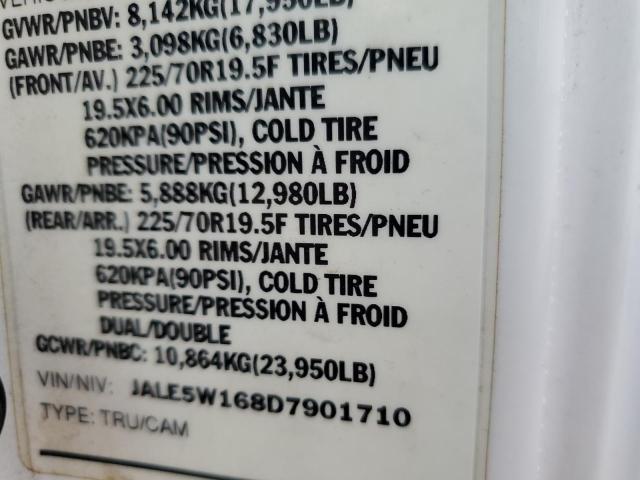 GVWR/PNBV: 8,142KG(17,950LB)
GAWR/PNBE: 3,098KG(6,830LB)
(FRONT/AV.) 225/70R19.5F TIRES/PNEU
19.5X6.00 RIMS/JANTE
620KPA(90PSI), COLD TIRE
PRESSURE/PRESSION À FROID
GAWR/PNBE: 5,888KG(12,980LB)
(REAR/ARR.) 225/70R19.5F TIRES/PNEU
19.5X6.00 RIMS/JANTE
620KPA(90PSI), COLD TIRE
PRESSURE/PRESSION À FROID
DUAL/DOUBLE
GCWR/PNBC: 10,864KG(23,950LB)
VIN/NIV: JALE5W168D7901710
TYPE: TRU/CAM